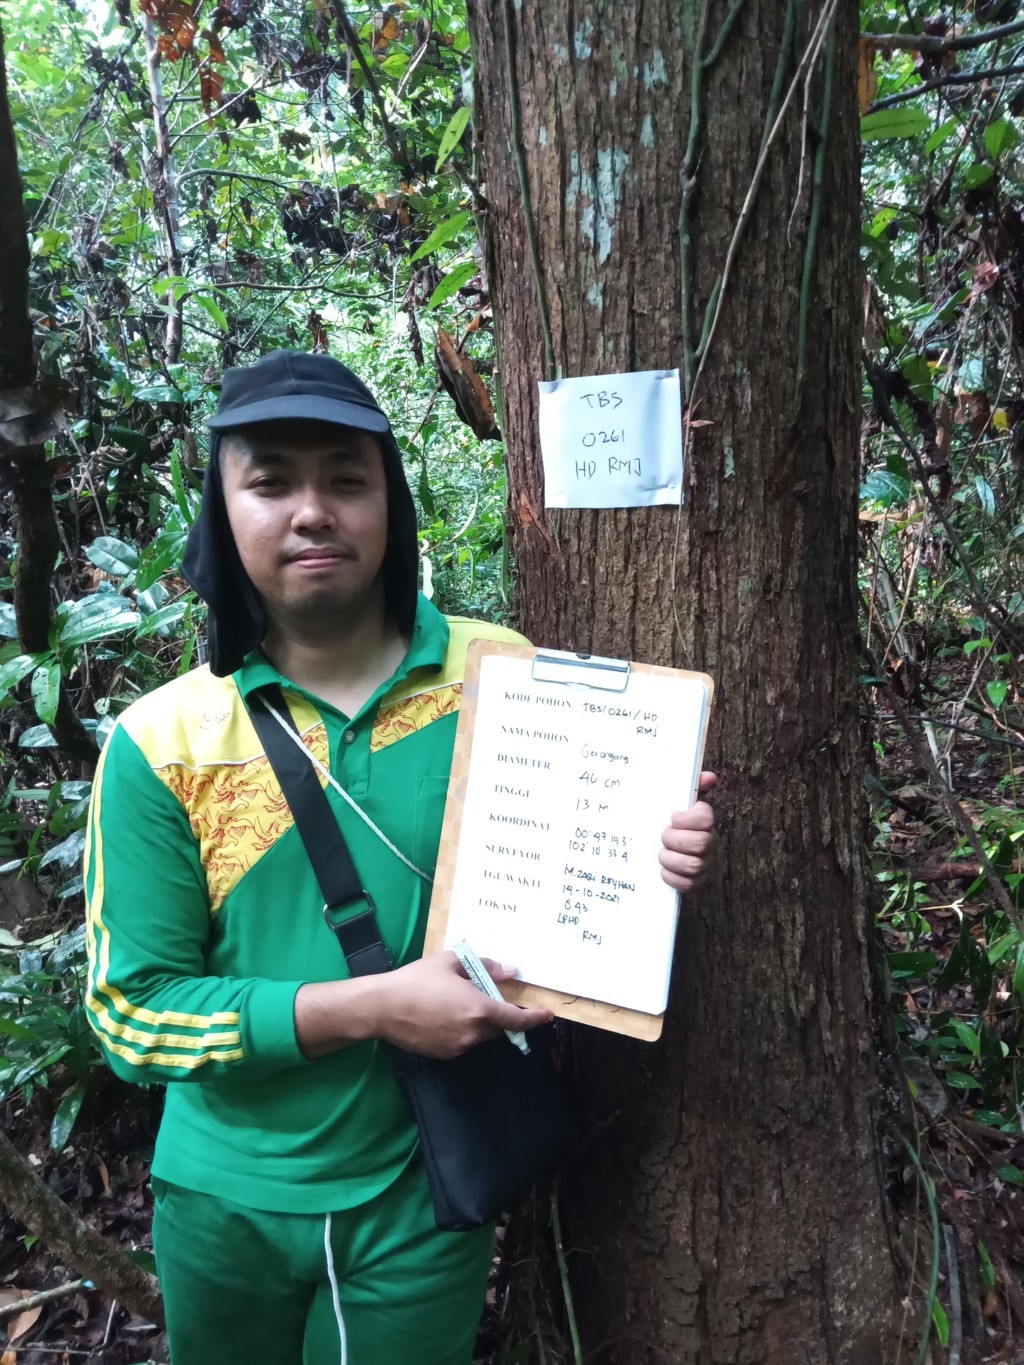 TBS
0261
HD RMJ
KODE POHON TBS/0261/HD
RMJ
NAMA POHON Gerongang
DIAMETER 46 cm
TINGGI 13 M
KOORDINAT 00° 47' 19.3"
102° 10' 33.4
SURVEYOR M. ZABI REYHAN
TGL/WAKTU 14-10-2021
8 43
LOKASI LPHD
RMJ